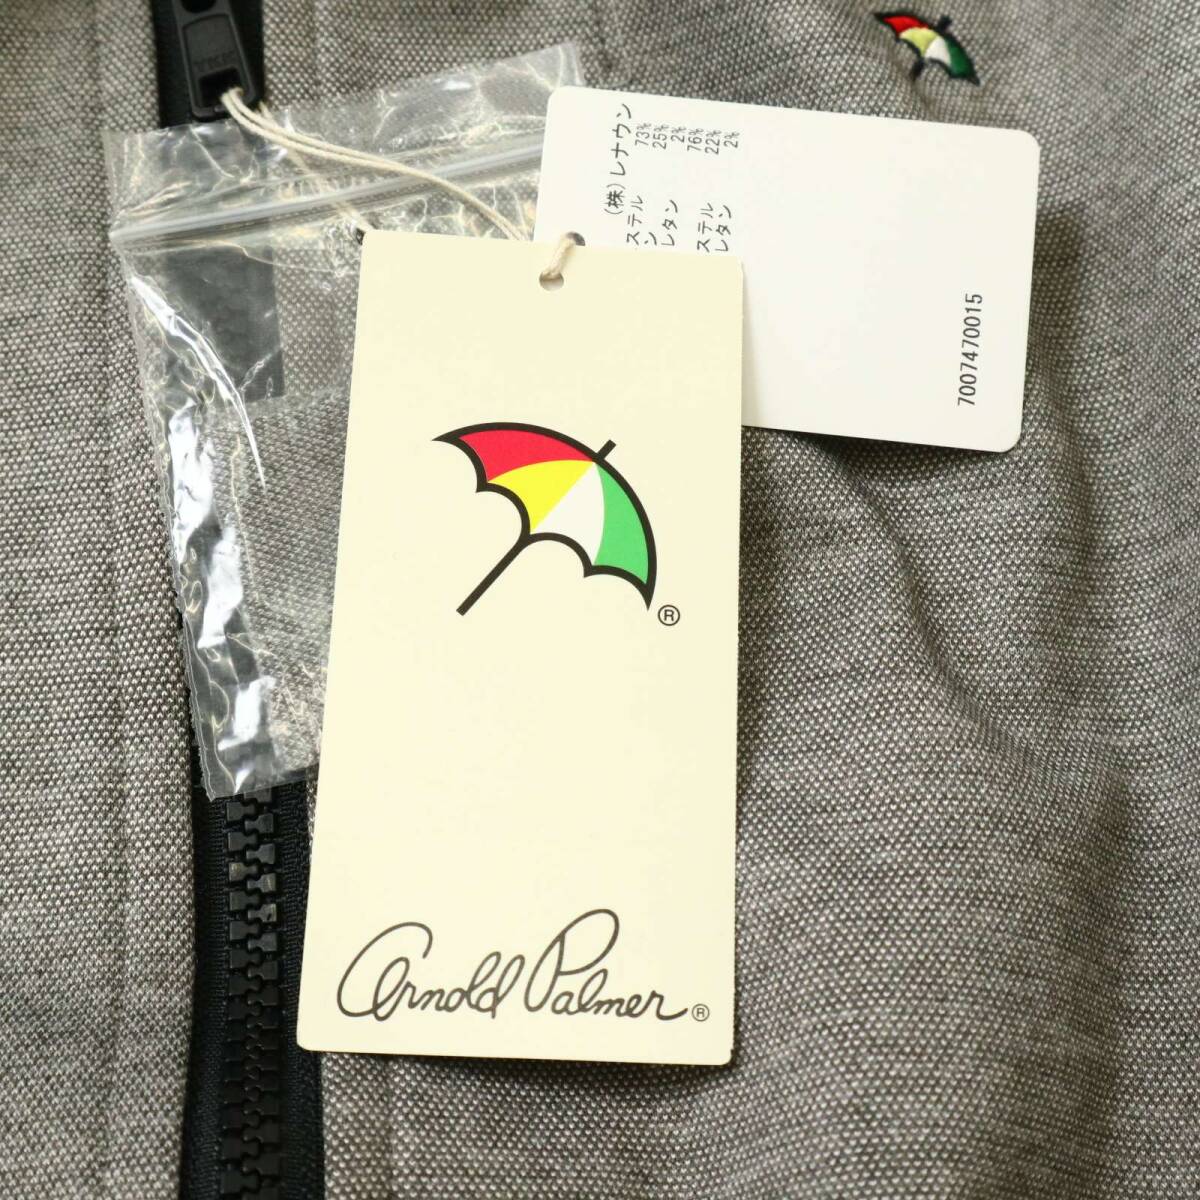 YKK
(株)レナウン
ステル 73%
ン 25%
レタン 2%
76%
ステル 22%
レタン 2%
7007470015
®
Arnold Palmer®